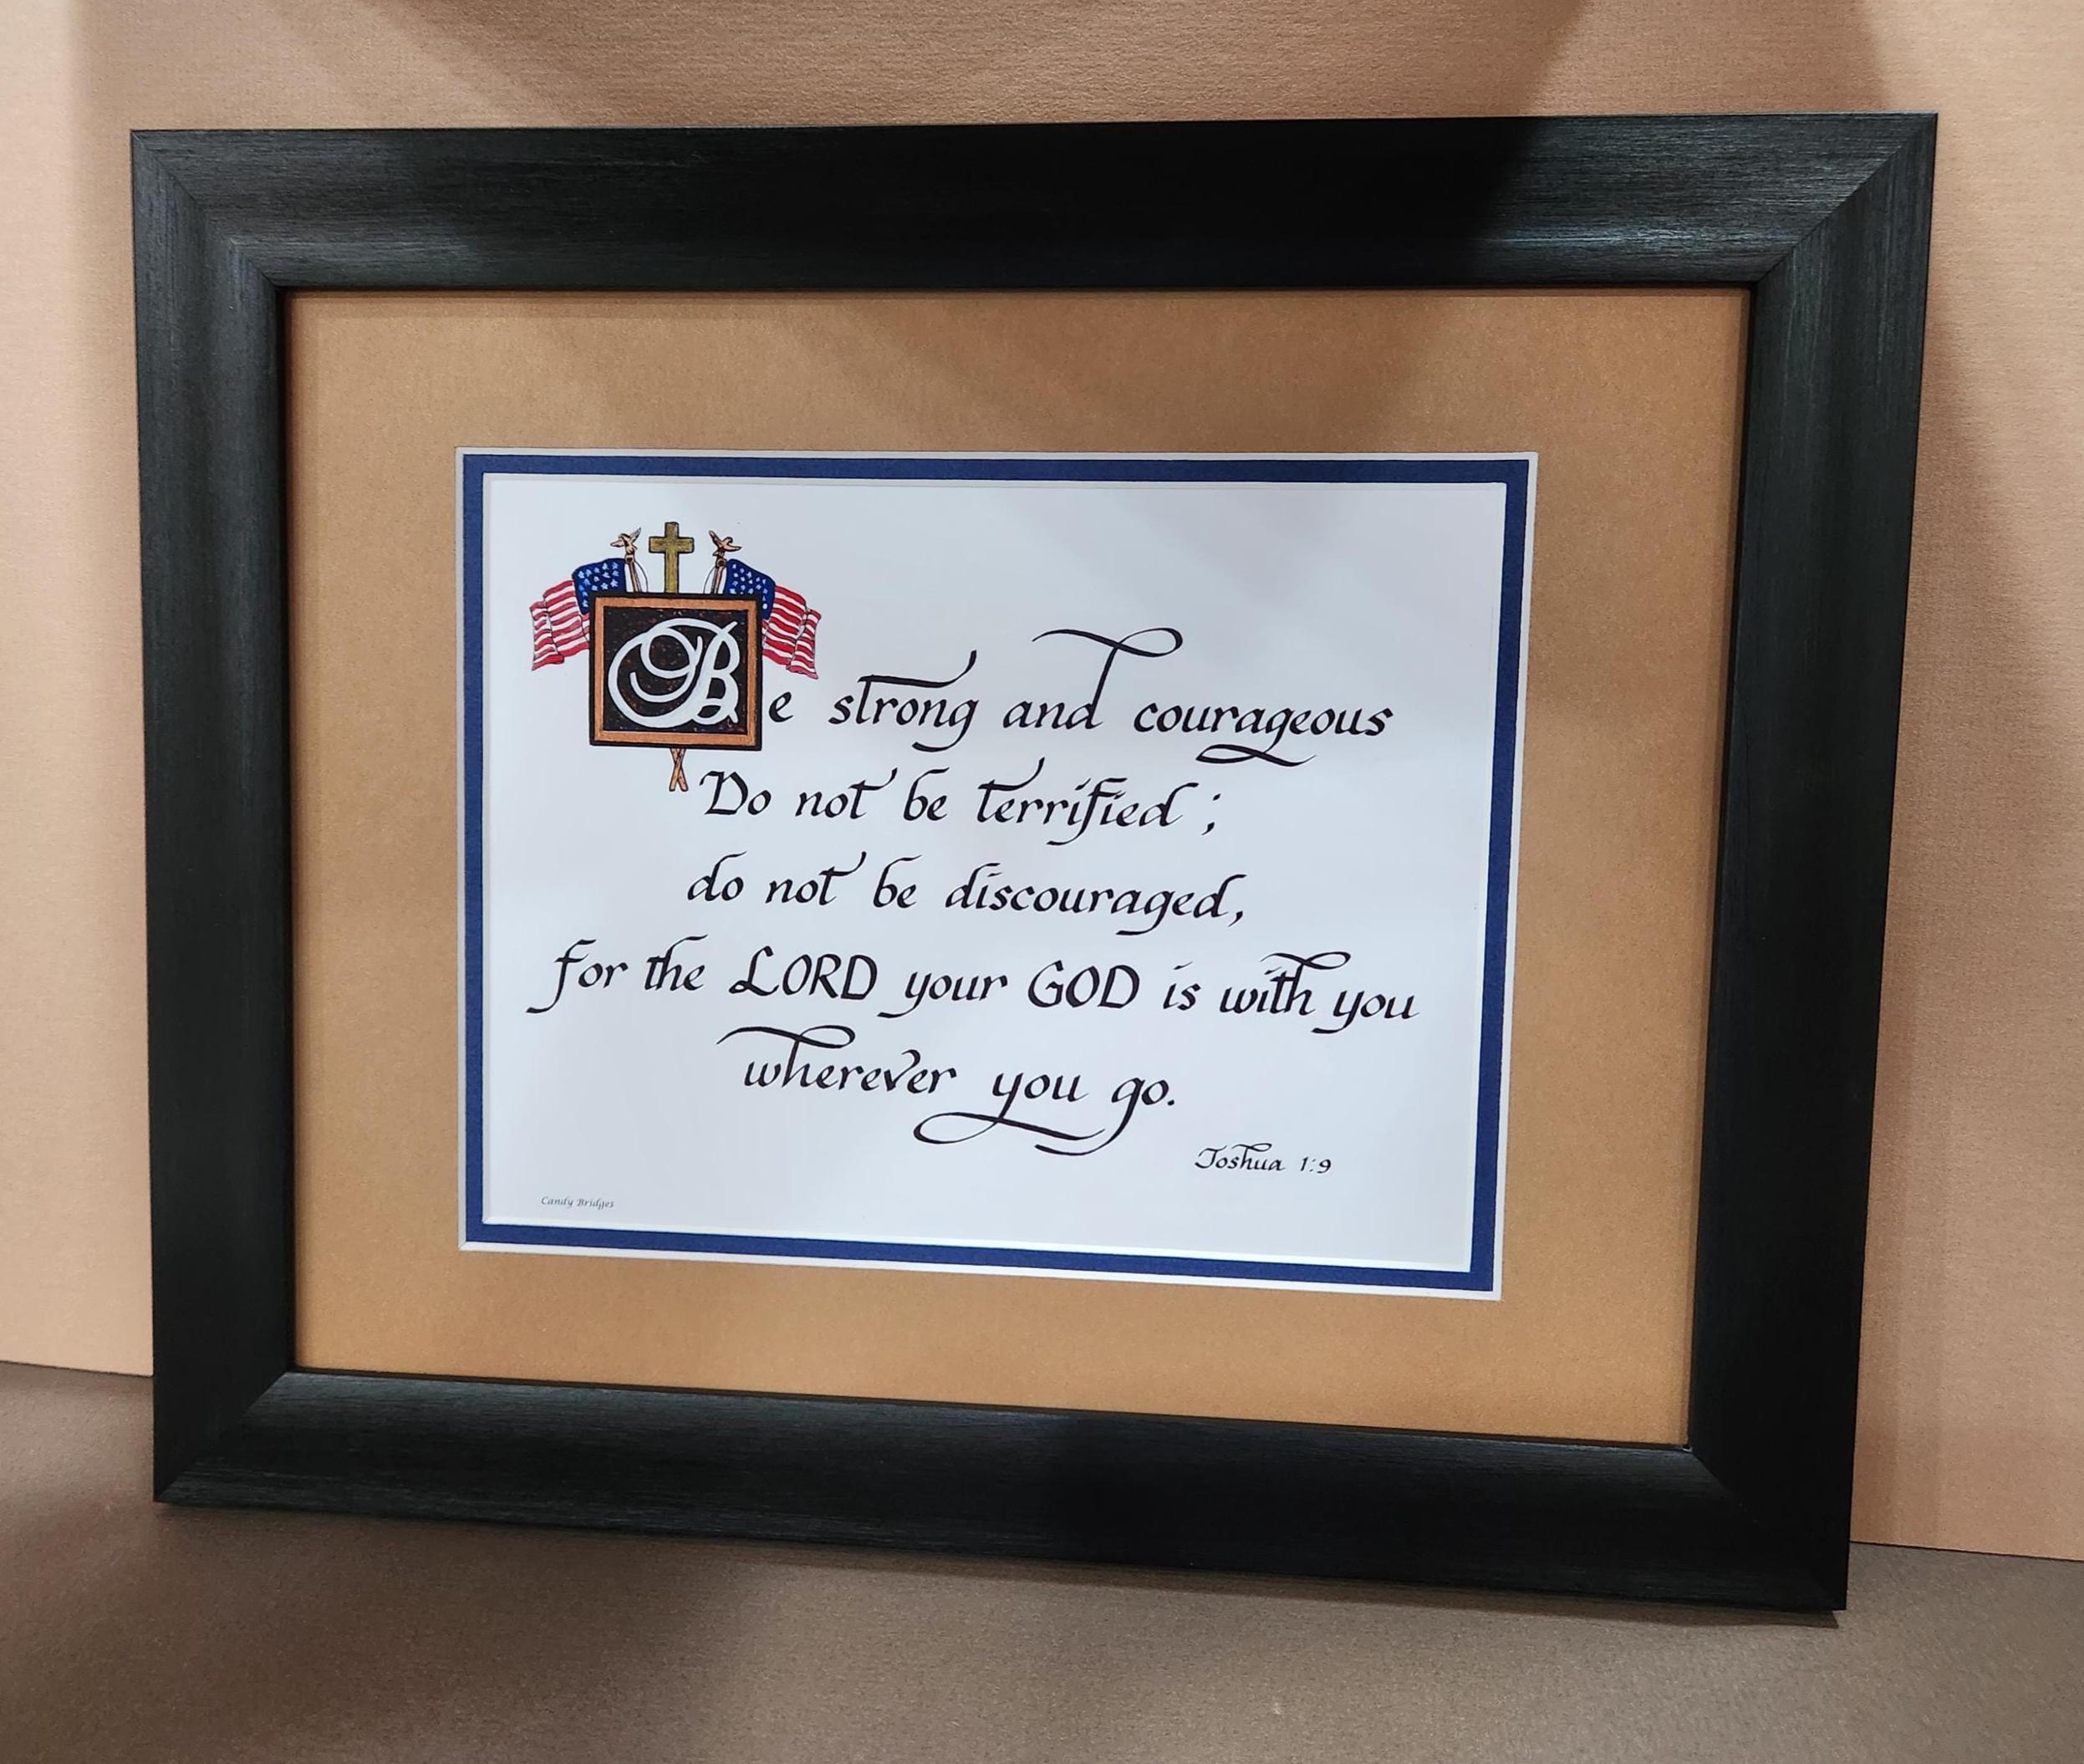 Be strong and courageous
Do not be terrified;
do not be discouraged,
for the LORD your GOD is with you
wherever you go.
Joshua 1:9
Candy Bridges